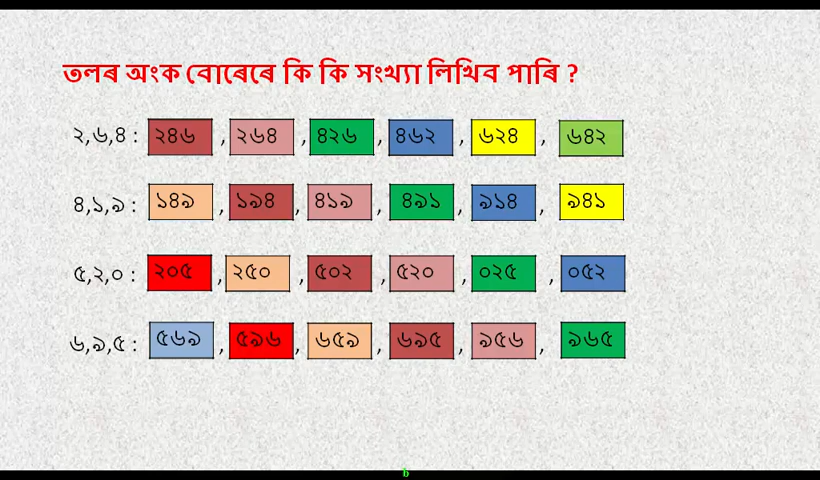 তলৰ অংক বোৰেৰে কি কি সংখ্যা লিখিব পাৰি ?
২,৬,৪ : ২৪৬ , ২৬৪ , ৪২৬ , ৪৬২ , ৬২৪ , ৬৪২
৪,১,৯ : ১৪৯ , ১৯৪ , ৪১৯ , ৪৯১ , ৯১৪ , ৯৪১
৫,২,০ : ২০৫ , ২৫০ , ৫০২ , ৫২০ , ০২৫ , ০৫২
৬,৯,৫ : ৫৬৯ , ৫৯৬ , ৬৫৯ , ৬৯৫ , ৯৫৬ , ৯৬৫
b